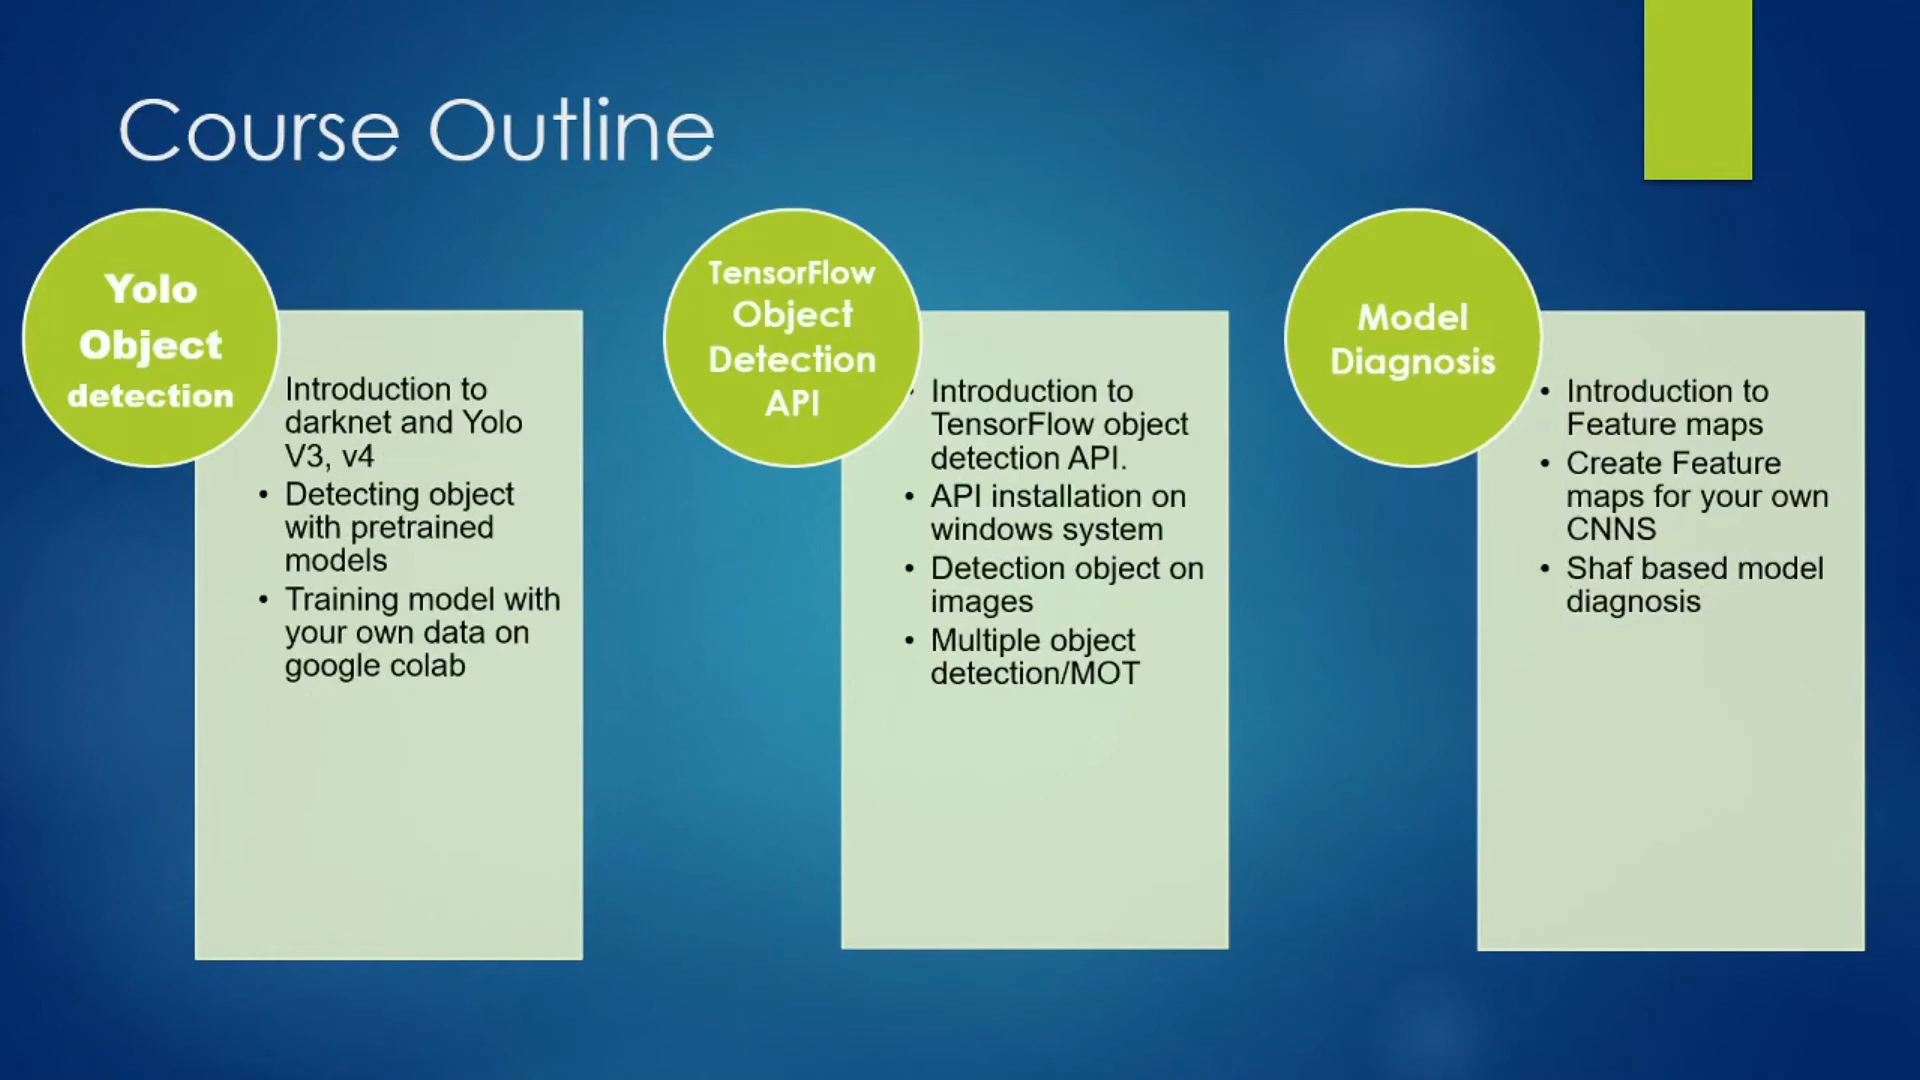 Course Outline
Yolo
Object
detection
Introduction to
darknet and Yolo
V3, v4
• Detecting object
with pretrained
models
• Training model with
your own data on
google colab
TensorFlow
Object
Detection
API
• Introduction to
TensorFlow object
detection API.
• API installation on
windows system
• Detection object on
images
• Multiple object
detection/MOT
Model
Diagnosis
• Introduction to
Feature maps
• Create Feature
maps for your own
CNNS
• Shaf based model
diagnosis